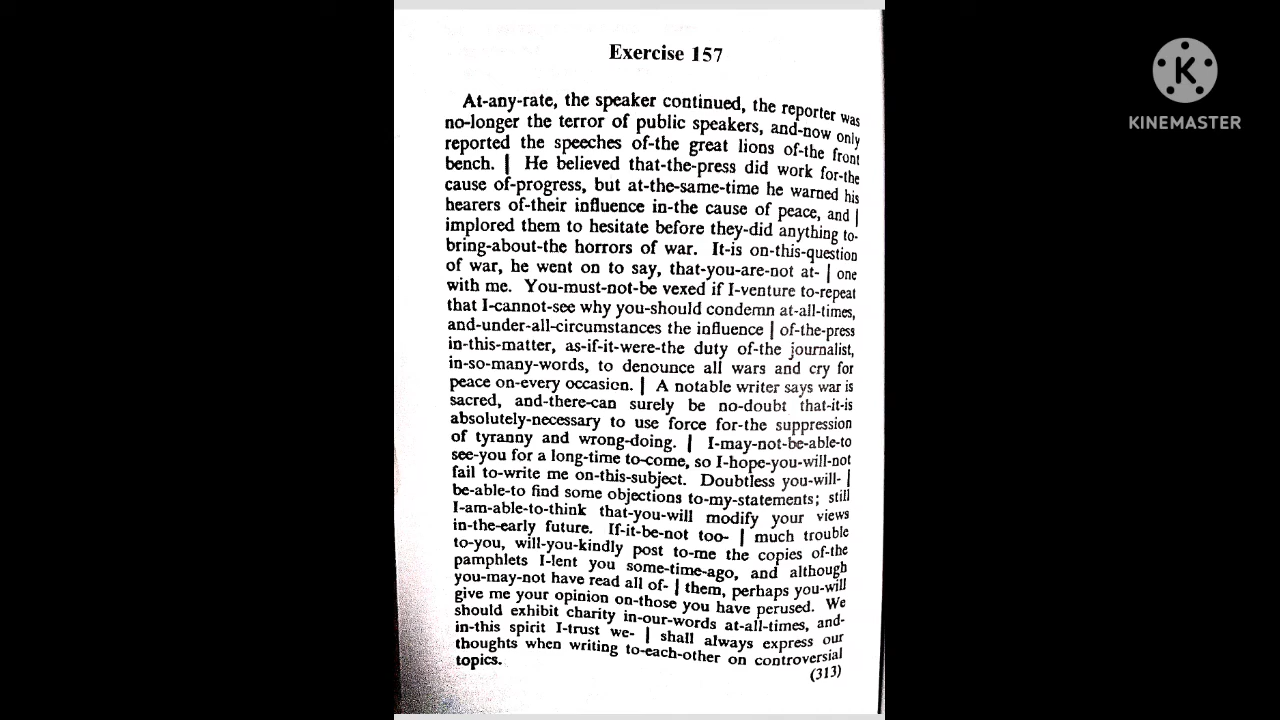 Exercise 157
At-any-rate, the speaker continued, the reporter was
no-longer the terror of public speakers, and-now only
reported the speeches of-the great lions of-the front
bench. | He believed that-the-press did work for-the
cause of-progress, but at-the-same-time he warned his
hearers of-their influence in-the cause of peace, and |
implored them to hesitate before they-did anything to-
bring-about-the horrors of war. It-is on-this-question
of war, he went on to say, that-you-are-not at- | one
with me. You-must-not-be vexed if I-venture to-repeat
that I-cannot-see why you-should condemn at-all-times,
and-under-all-circumstances the influence | of-the-press
in-this-matter, as-if-it-were-the duty of-the journalist,
in-so-many-words, to denounce all wars and cry for
peace on-every occasion. | A notable writer says war is
sacred, and-there-can surely be no-doubt that-it-is
absolutely-necessary to use force for-the suppression
of tyranny and wrong-doing. | I-may-not-be-able-to
see-you for a long-time to-come, so I-hope-you-will-not
fail to-write me on-this-subject. Doubtless you-will- |
be-able-to find some objections to-my-statements; still
I-am-able-to-think that-you-will modify your views
in-the-early future. If-it-be-not too- | much trouble
to-you, will-you-kindly post to-me the copies of-the
pamphlets I-lent you some-time-ago, and although
you-may-not have read all of- | them, perhaps you-will
give me your opinion on-those you have perused. We
should exhibit charity in-our-words at-all-times, and-
in-this spirit I-trust we- | shall always express our
thoughts when writing to-each-other on controversial
topics.
(313)
K
KINEMASTER